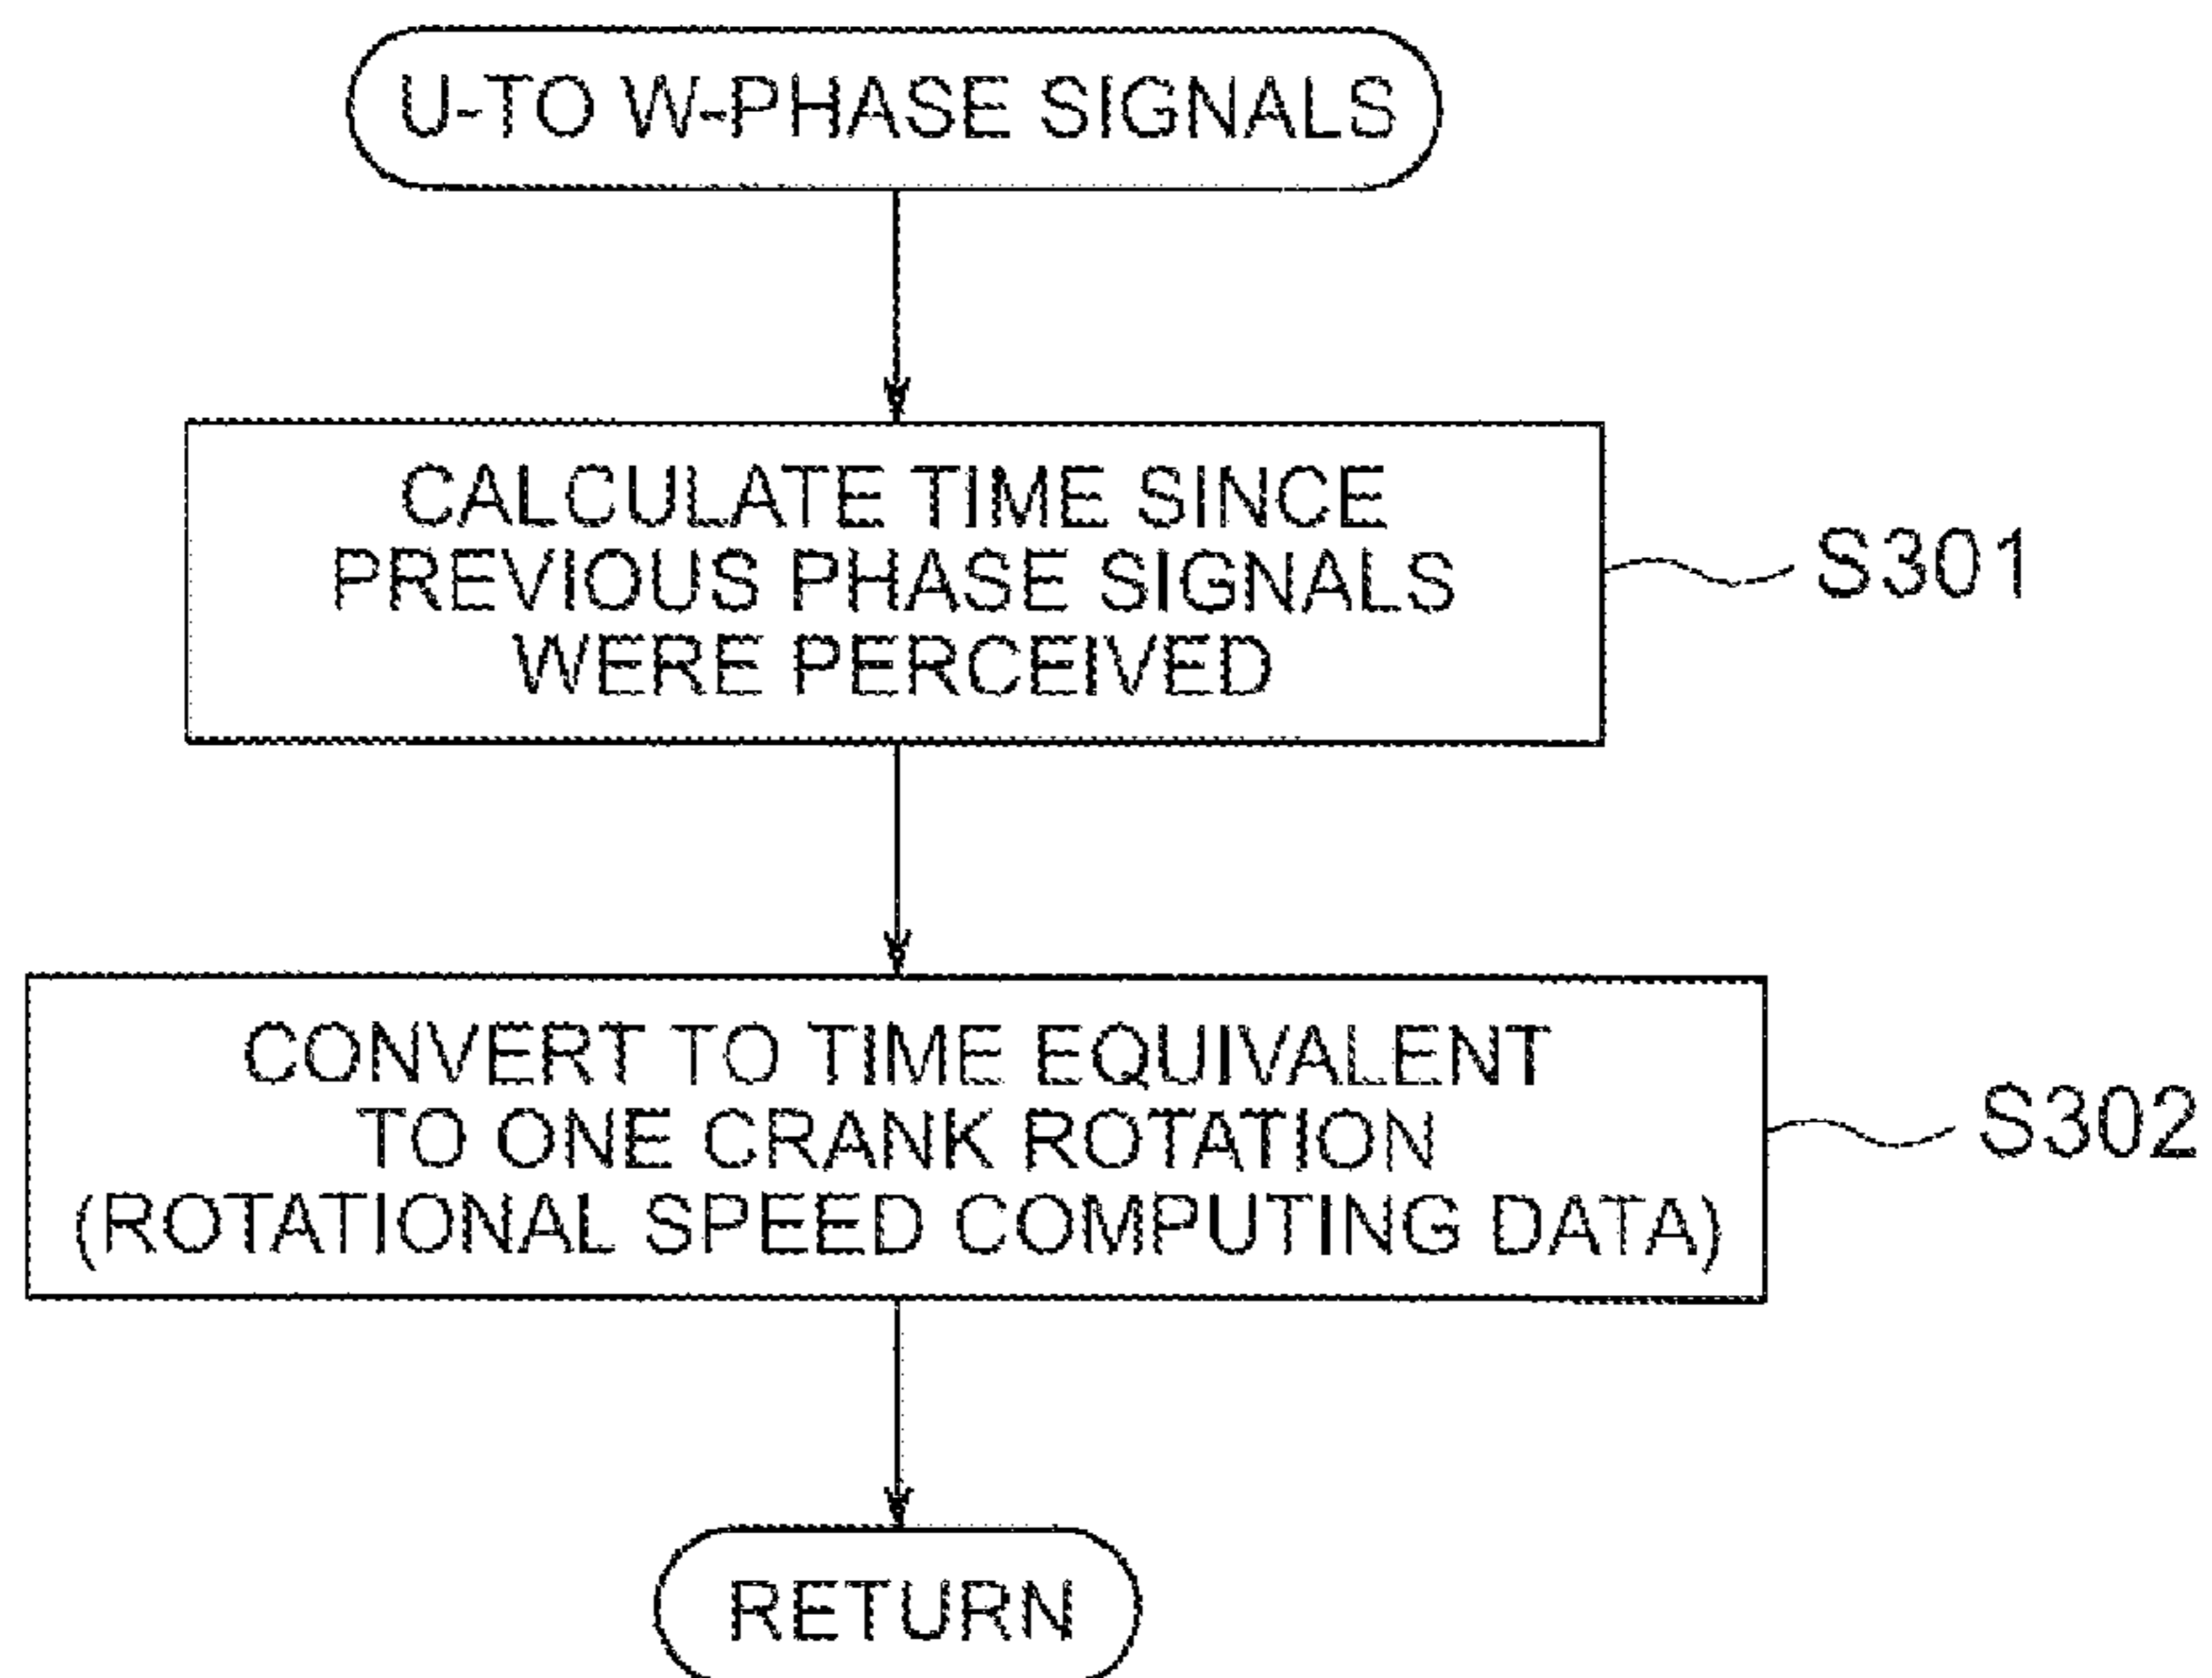 U-TO W-PHASE SIGNALS
CALCULATE TIME SINCE
PREVIOUS PHASE SIGNALS
WERE PERCEIVED
S301
CONVERT TO TIME EQUIVALENT
TO ONE CRANK ROTATION
(ROTATIONAL SPEED COMPUTING DATA)
S302
RETURN